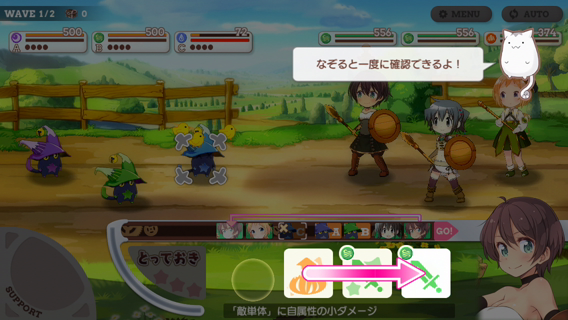 WAVE 1/2
0
MENU
AUTO
500
500
72
556
556
1,374
A
B
C
なぞると一度に確認できるよ！
A
B
GO!
とっておき
SUPPORT
「敵単体」に自属性の小ダメージ